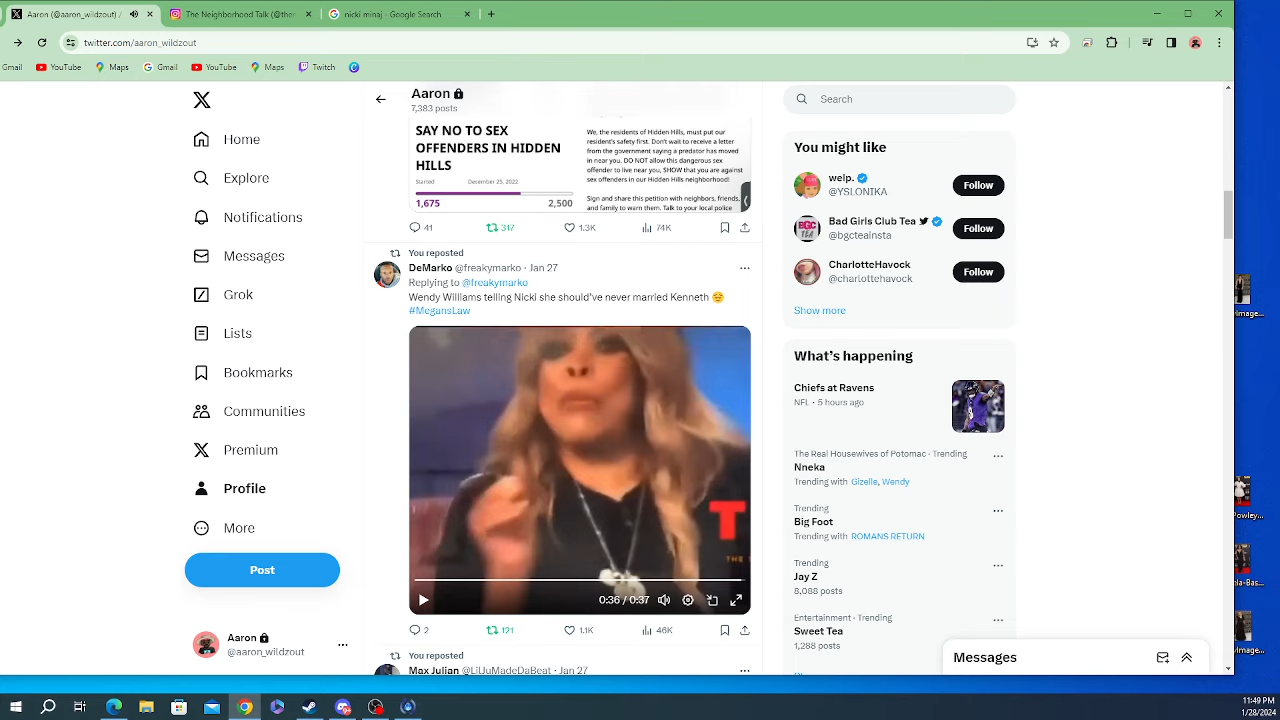 Aaron (@aaron_wildzout)
The Neighborhood Talk (@the
nicki minaj - Google Search
twitter.com/aaron_wildzout
Gmail
YouTube
Maps
Gmail
YouTube
Maps
Twitch
Home
Explore
Notifications
Messages
Grok
Lists
Bookmarks
Communities
Premium
Profile
More
Post
Aaron
@aaron_wildzout
Aaron
7,383 posts
SAY NO TO SEX
OFFENDERS IN HIDDEN
HILLS
Started December 25, 2022
1,675 2,500
We, the residents of Hidden Hills, must put our
resident's safety first. Don't wait to receive a letter
from the government saying a predator has moved
in near you. DO NOT allow this dangerous sex
offender to live near you, SHOW that you are against
sex offenders in our Hidden Hills neighborhood!
Sign and share this petition with neighbors, friends,
and family to warn them. Talk to your local police
41 317 1.3K 74K
You reposted
DeMarko @freakymarko · Jan 27
Replying to @freakymarko
Wendy Williams telling Nicki she should've never married Kenneth
#MegansLaw
T
THE
0:36 / 0:37
2 121 1.1K 46K
You reposted
Max Julian @LiUuMadeDaBeat · Jan 27
Search
You might like
welp.
@YSLONIKA
Follow
BGC
TEA
Bad Girls Club Tea
@bgcteainsta
Follow
CharlotteHavock
@charlottehavock
Follow
Show more
What's happening
Chiefs at Ravens
NFL · 5 hours ago
The Real Housewives of Potomac · Trending
Nneka
Trending with Gizelle, Wendy
Trending
Big Foot
Trending with ROMANS RETURN
Trending
Jay Z
8,088 posts
Entertainment · Trending
Sweet Tea
1,288 posts
Messages
11:49 PM
1/28/2024